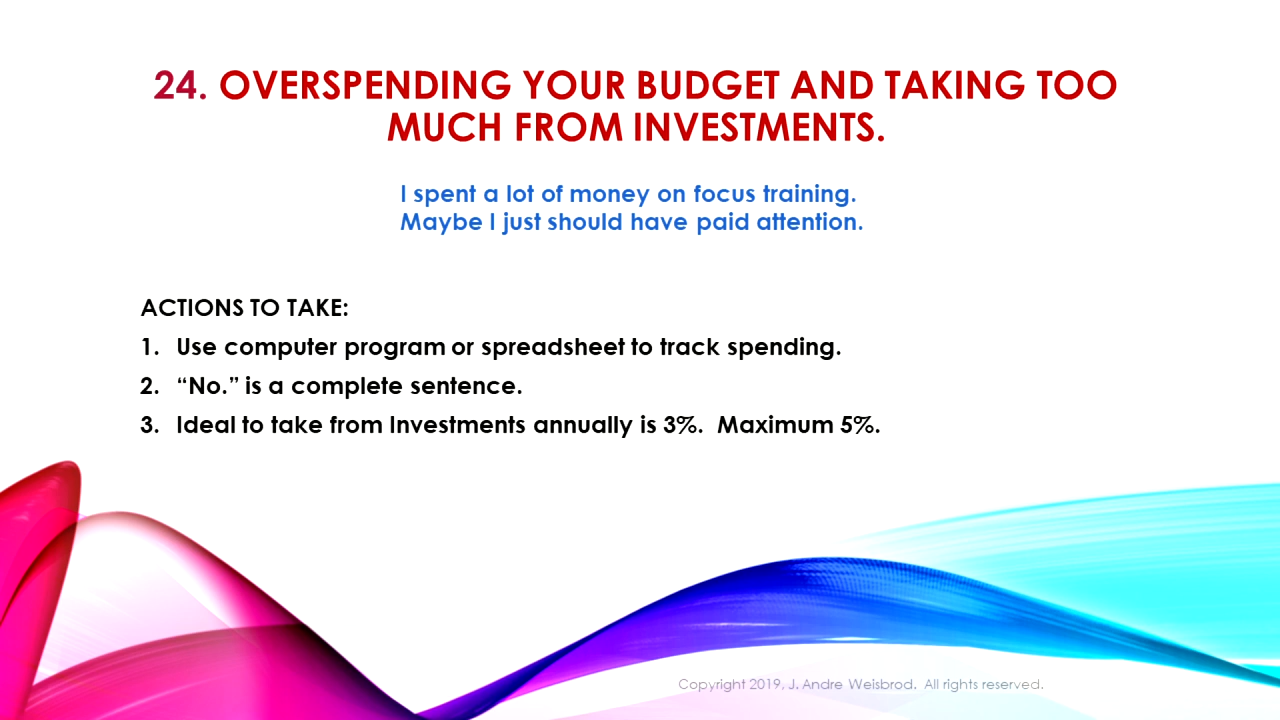 24. OVERSPENDING YOUR BUDGET AND TAKING TOO
MUCH FROM INVESTMENTS.
I spent a lot of money on focus training.
Maybe I just should have paid attention.
ACTIONS TO TAKE:
1. Use computer program or spreadsheet to track spending.
2. “No.” is a complete sentence.
3. Ideal to take from Investments annually is 3%.  Maximum 5%.
Copyright 2019, J. Andre Weisbrod.  All rights reserved.